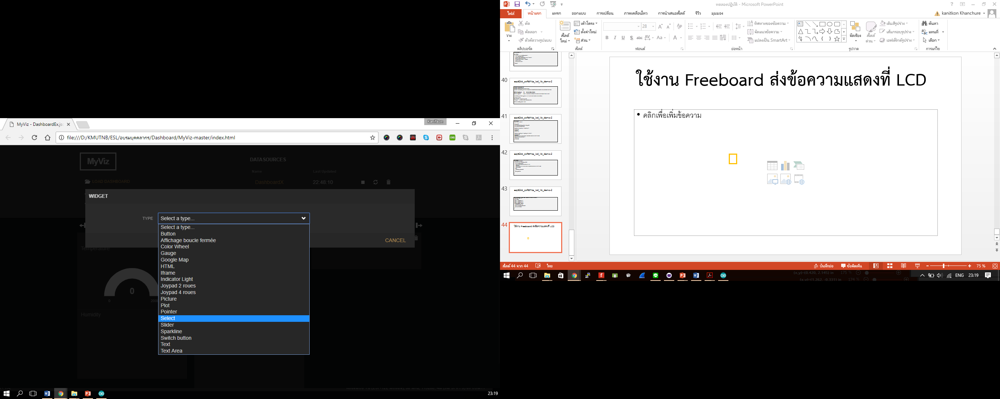 Kanitkon
MyViz - DashboardEx.jsc
file:///D:/KMUTNB/ESL/อบรมบุคคลากร/Dashboard/MyViz-master/index.html
MyViz
DATASOURCES
Name
Last Updated
LOAD DASHBOARD
DashboardX
22:48:10
WIDGET
TYPE
Select a type...
Select a type...
Button
Affichage boucle fermée
Color Wheel
Gauge
Google Map
HTML
Iframe
Indicator Light
Joypad 2 roues
Joypad 4 roues
Picture
Plot
Pointer
Select
Slider
Sparkline
Switch button
Text
Text Area
CANCEL
Temperature
0
0
Humidity
23:19
ทดลองปฏิบัติ - Microsoft PowerPoint
ไฟล์ หน้าแรก แทรก ออกแบบ การเปลี่ยน ภาพเคลื่อนไหว การนำเสนอสไลด์ รีวิว มุมมอง
kanitkon Khanchure
วาง
ตัด
คัดลอก
ตัวคัดวางรูปแบบ
คลิปบอร์ด
สไลด์ใหม่
เค้าโครง
ตั้งค่าใหม่
ส่วน
สไลด์
28
B I U S abc AV Aa A
ฟอนต์
ทิศทางของข้อความ
จัดแนวข้อความ
แปลงเป็น SmartArt
ย่อหน้า
จัดเรียง
สไตล์ด่วน
เติมสีรูปร่าง
เส้นกรอบรูปร่าง
เอฟเฟ็กต์รูปร่าง
รูปวาด
ค้นหา
แทนที่
เลือก
การแก้ไข
40
esp8266_pcf8574a_lcd_lib_demo-2
41
esp8266_pcf8574a_lcd_lib_demo-2
42
esp8266_pcf8574a_lcd_lib_demo-2
43
esp8266_pcf8574a_lcd_lib_demo-2
44
ใช้งาน Freeboard ส่งข้อความแสดงที่ LCD
ใช้งาน Freeboard ส่งข้อความแสดงที่ LCD
• คลิกเพื่อเพิ่มข้อความ
สไลด์ 44 จาก 44
ไทย
บันทึกย่อ
ข้อคิดเห็น
75 %
(x,y)=(0.420, 2.145) in 175 %
(x,y)=(1.262, -0.331) in 174 %
ENG 23:19